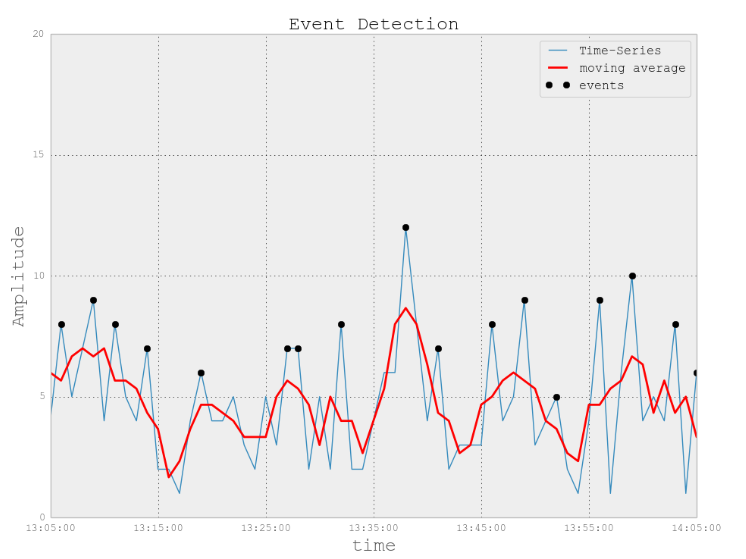 Event Detection
Time-Series
moving average
events
20
15
10
5
0
Amplitude
13:05:00 13:15:00 13:25:00 13:35:00 13:45:00 13:55:00 14:05:00
time